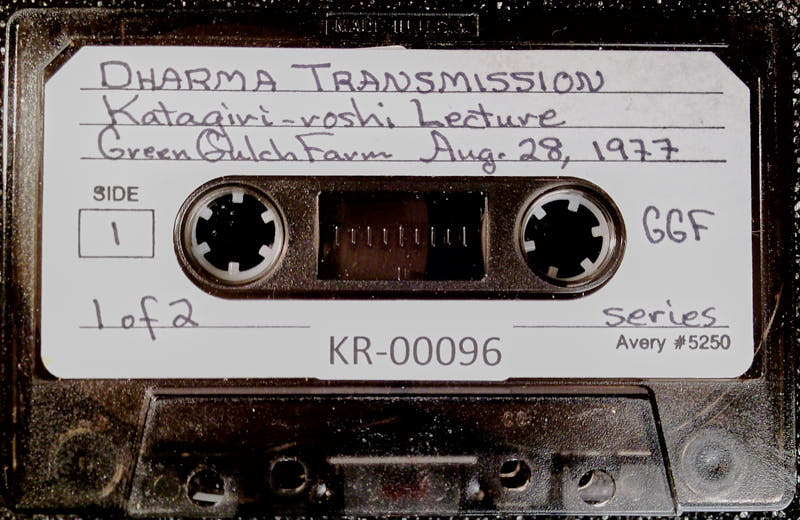 DHARMA TRANSMISSION
Katagiri-roshi Lecture
Green Gulch Farm Aug. 28, 1977
SIDE
1
GGF
1 of 2
series
KR-00096
Avery #5250